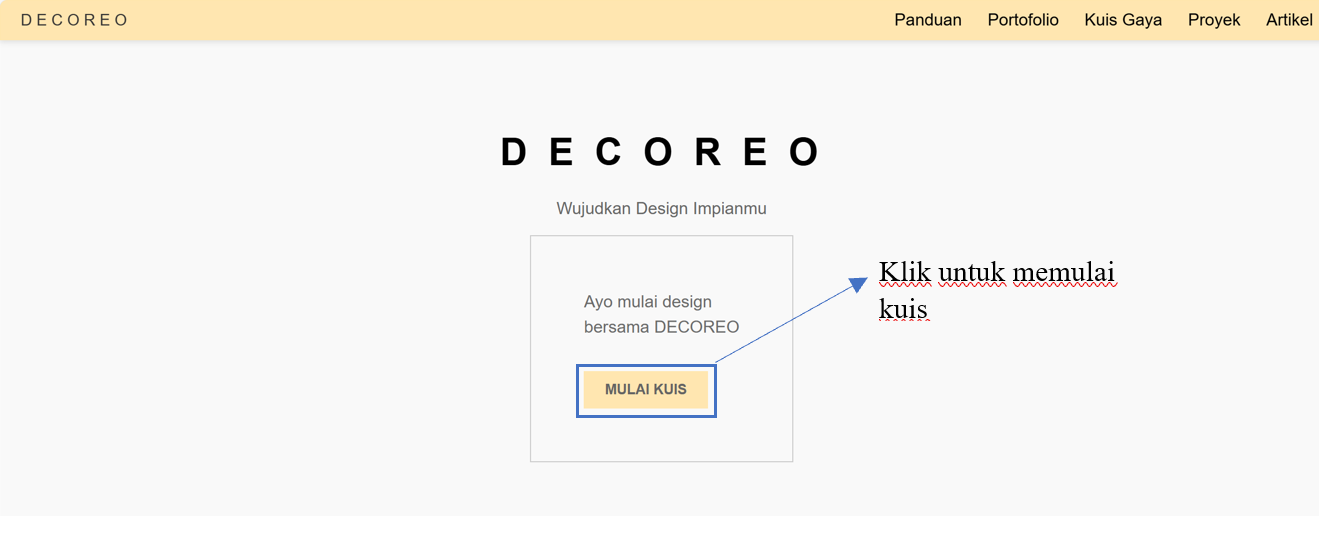 DECOREO
Panduan Portofolio Kuis Gaya Proyek Artikel
DECOREO
Wujudkan Design Impianmu
Ayo mulai design
bersama DECOREO
MULAI KUIS
Klik untuk memulai
kuis